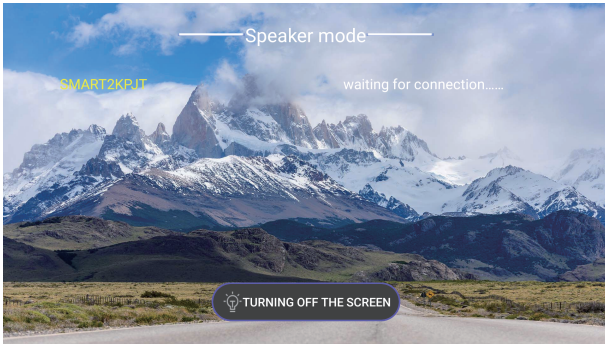 Speaker mode
SMART2KPJT
waiting for connection......
TURNING OFF THE SCREEN